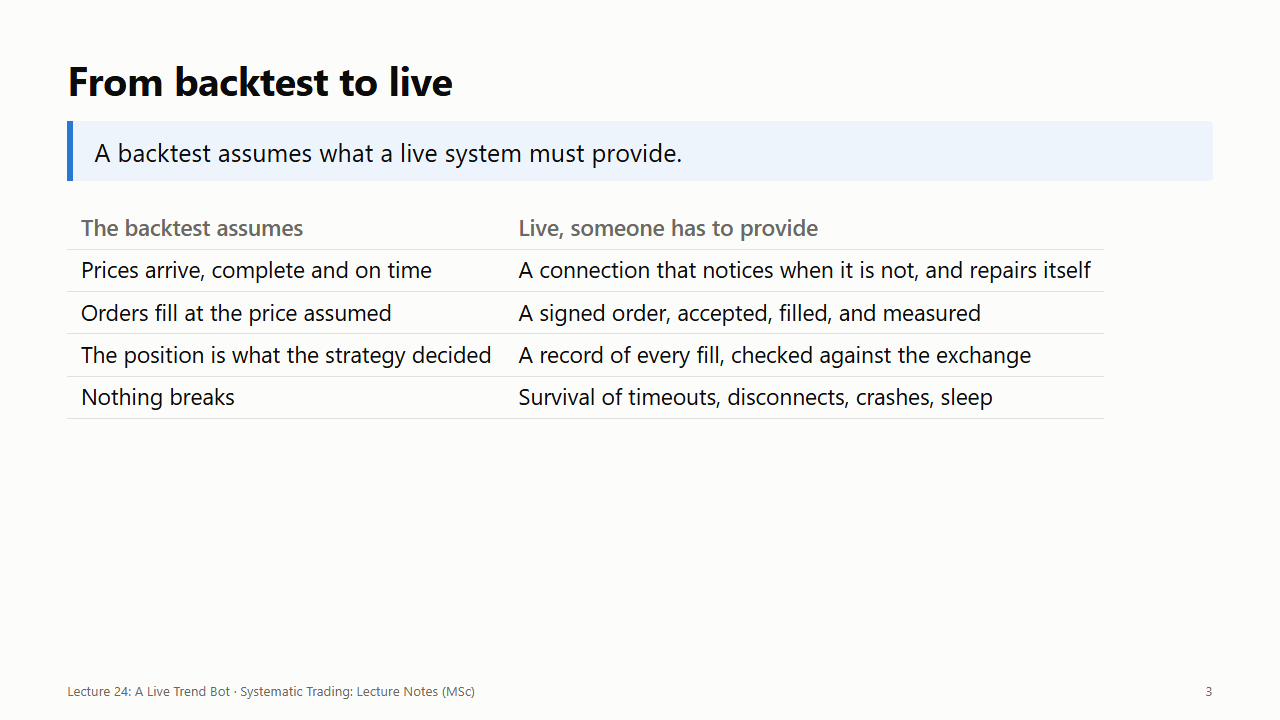 From backtest to live
A backtest assumes what a live system must provide.
The backtest assumes Live, someone has to provide
Prices arrive, complete and on time A connection that notices when it is not, and repairs itself
Orders fill at the price assumed A signed order, accepted, filled, and measured
The position is what the strategy decided A record of every fill, checked against the exchange
Nothing breaks Survival of timeouts, disconnects, crashes, sleep
Lecture 24: A Live Trend Bot · Systematic Trading: Lecture Notes (MSc) 3